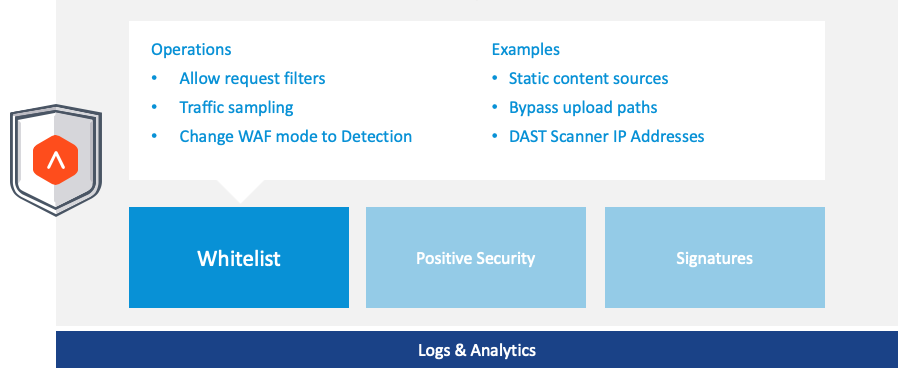 Operations
• Allow request filters
• Traffic sampling
• Change WAF mode to Detection
Examples
• Static content sources
• Bypass upload paths
• DAST Scanner IP Addresses
Whitelist
Positive Security
Signatures
Logs & Analytics